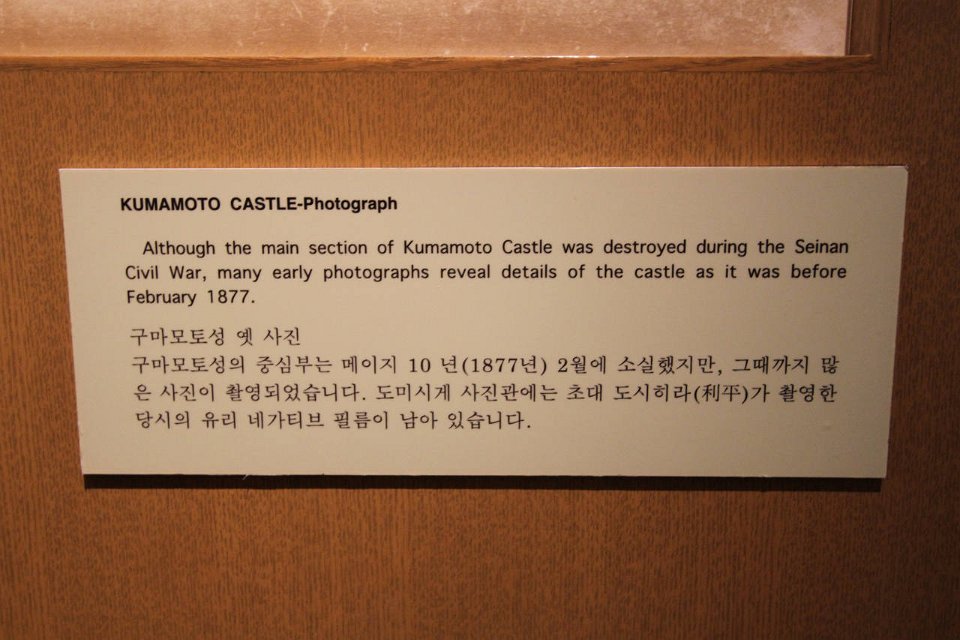 KUMAMOTO CASTLE-Photograph
Although the main section of Kumamoto Castle was destroyed during the Seinan
Civil War, many early photographs reveal details of the castle as it was before
February 1877.
구마모토성 옛 사진
구마모토성의 중심부는 메이지 10 년(1877년) 2월에 소실했지만, 그때까지 많
은 사진이 촬영되었습니다. 도미시게 사진관에는 초대 도시히라(利平)가 촬영한
당시의 유리 네가티브 필름이 남아 있습니다.